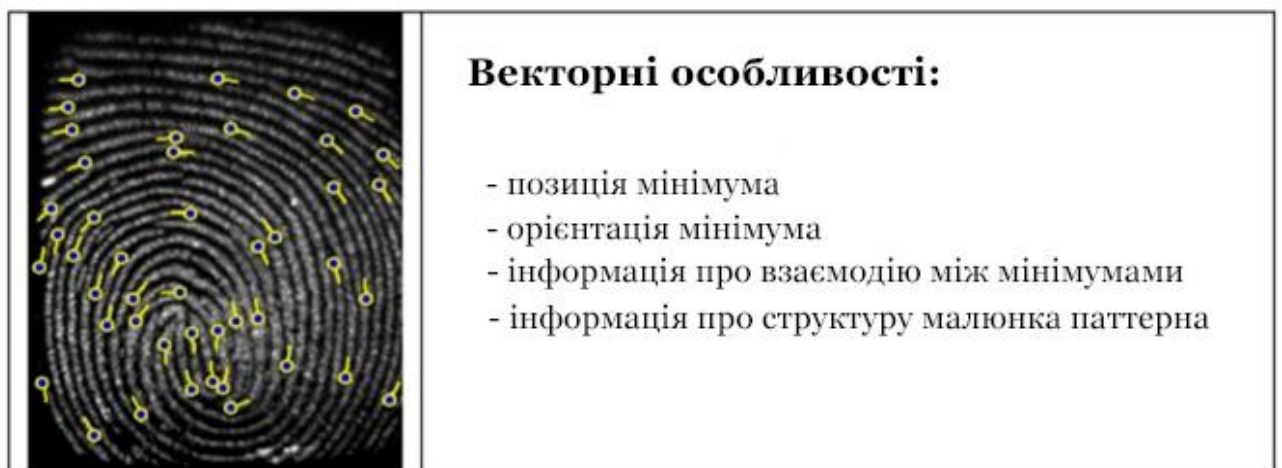 Векторні особливості:
- позиція мінімума
- орієнтація мінімума
- інформація про взаємодію між мінімумами
- інформація про структуру малюнка паттерна